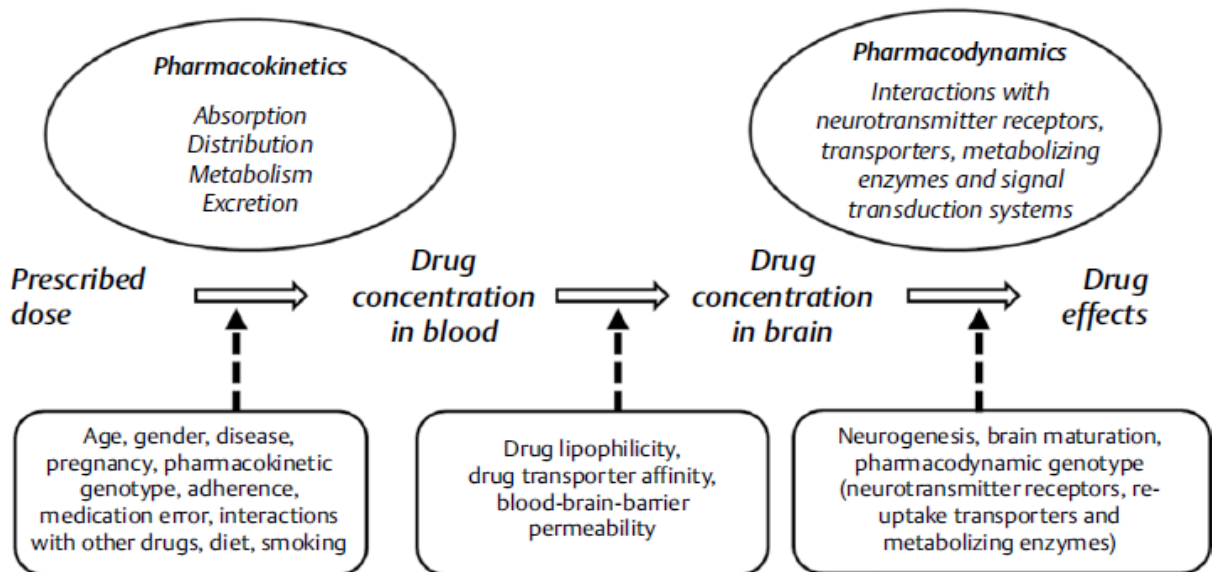 Pharmacokinetics
Absorption
Distribution
Metabolism
Excretion
Pharmacodynamics
Interactions with
neurotransmitter receptors,
transporters, metabolizing
enzymes and signal
transduction systems
Prescribed
dose
Drug
concentration
in blood
Drug
concentration
in brain
Drug
effects
Age, gender, disease,
pregnancy, pharmacokinetic
genotype, adherence,
medication error, interactions
with other drugs, diet, smoking
Drug lipophilicity,
drug transporter affinity,
blood-brain-barrier
permeability
Neurogenesis, brain maturation,
pharmacodynamic genotype
(neurotransmitter receptors, re-
uptake transporters and
metabolizing enzymes)